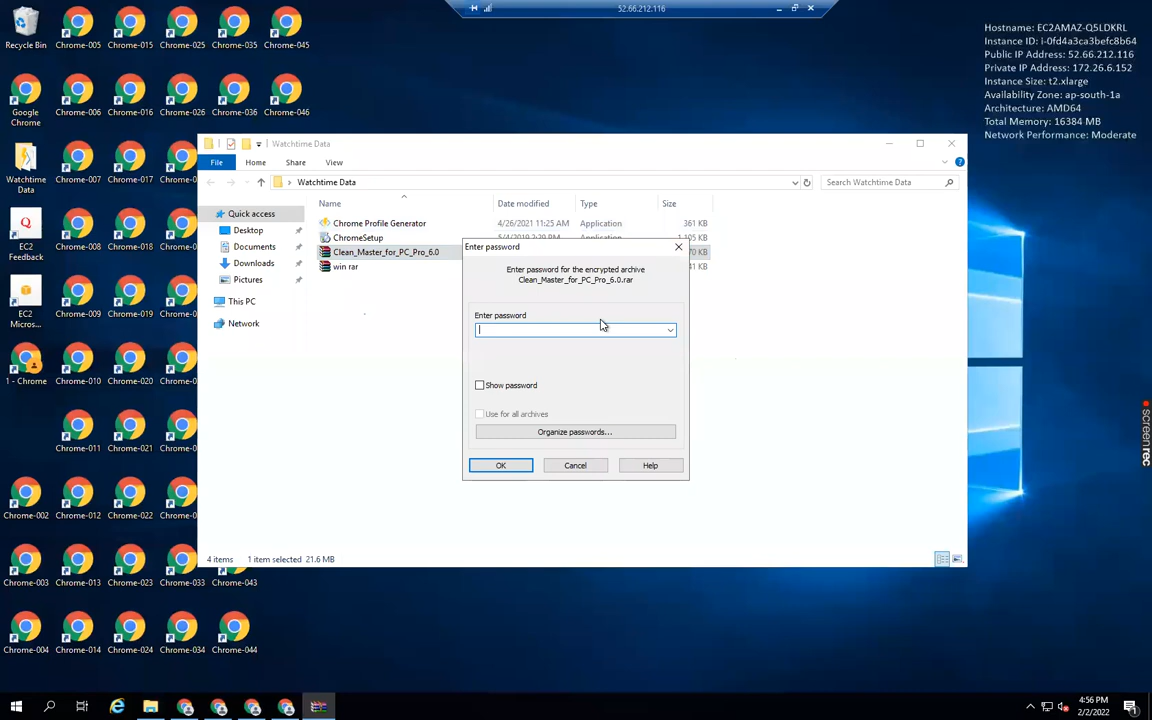 52.66.212.116
Hostname: EC2AMAZ-Q5LDKRL
Instance ID: i-0fd4a3ca3befc8b64
Public IP Address: 52.66.212.116
Private IP Address: 172.26.6.152
Instance Size: t2.xlarge
Availability Zone: ap-south-1a
Architecture: AMD64
Total Memory: 16384 MB
Network Performance: Moderate
Recycle Bin
Chrome-005
Chrome-015
Chrome-025
Chrome-035
Chrome-045
Google
Chrome
Chrome-006
Chrome-016
Chrome-026
Chrome-036
Chrome-046
Watchtime
Data
Chrome-007
Chrome-017
EC2
Feedback
Chrome-008
Chrome-018
EC2
Micros...
Chrome-009
Chrome-019
1 - Chrome
Chrome-010
Chrome-020
Chrome-011
Chrome-021
Chrome-002
Chrome-012
Chrome-022
Chrome-003
Chrome-013
Chrome-023
Chrome-033
Chrome-043
Chrome-004
Chrome-014
Chrome-024
Chrome-034
Chrome-044
Watchtime Data
File
Home
Share
View
Watchtime Data
Search Watchtime Data
Quick access
Desktop
Documents
Downloads
Pictures
This PC
Network
Name
Date modified
Type
Size
Chrome Profile Generator
4/26/2021 11:25 AM
Application
361 KB
ChromeSetup
Clean_Master_for_PC_Pro_6.0
win rar
4 items
1 item selected 21.6 MB
Enter password
Enter password for the encrypted archive
Clean_Master_for_PC_Pro_6.0.rar
Enter password
Show password
Use for all archives
Organize passwords...
OK
Cancel
Help
screenrec
4:56 PM
2/2/2022